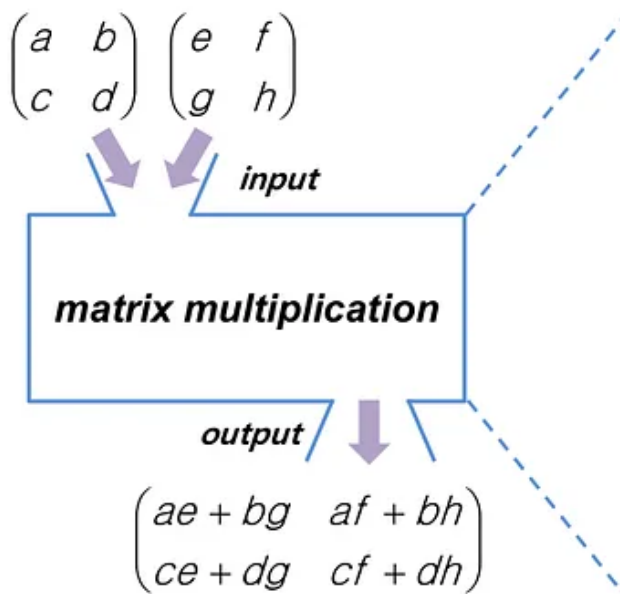 a b e f
c d g h
input
matrix multiplication
output
ae + bg af + bh
ce + dg cf + dh